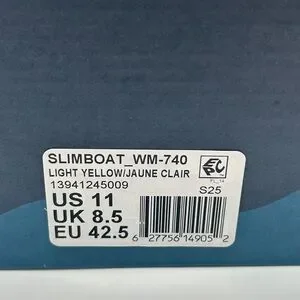 SLIMBOAT_WM-740
LIGHT YELLOW/JAUNE CLAIR
13941245009
S25
US 11
UK 8.5
EU 42.5
6 27756 14905 2